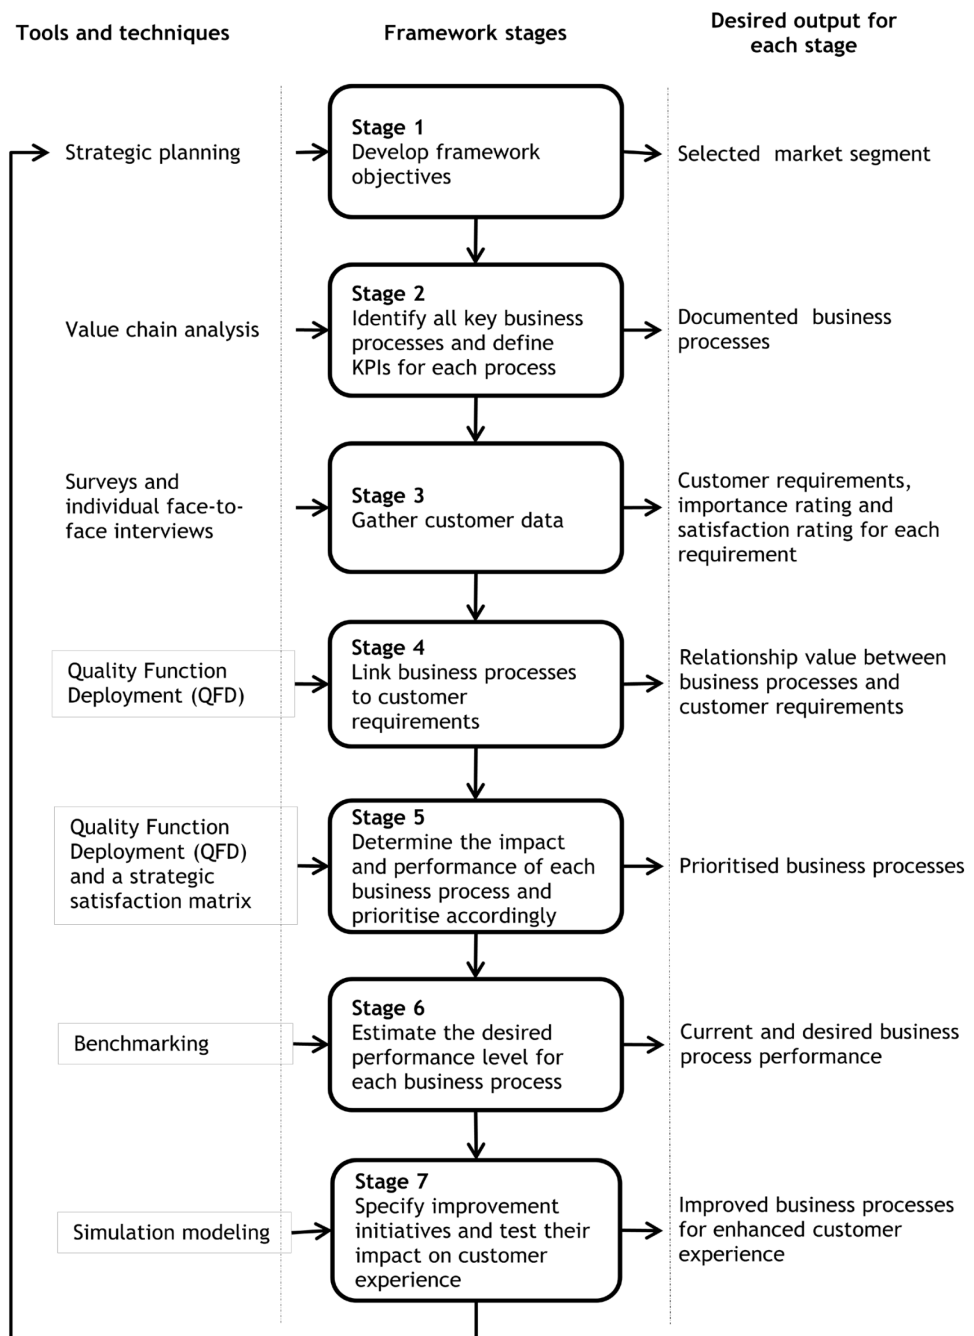 Tools and techniques
Framework stages
Desired output for
each stage
Strategic planning
Stage 1
Develop framework
objectives
Selected market segment
Value chain analysis
Stage 2
Identify all key business
processes and define
KPIs for each process
Documented business
processes
Surveys and
individual face-to-
face interviews
Stage 3
Gather customer data
Customer requirements,
importance rating and
satisfaction rating for each
requirement
Quality Function
Deployment (QFD)
Stage 4
Link business processes
to customer
requirements
Relationship value between
business processes and
customer requirements
Quality Function
Deployment (QFD)
and a strategic
satisfaction matrix
Stage 5
Determine the impact
and performance of each
business process and
prioritise accordingly
Prioritised business processes
Benchmarking
Stage 6
Estimate the desired
performance level for
each business process
Current and desired business
process performance
Simulation modeling
Stage 7
Specify improvement
initiatives and test their
impact on customer
experience
Improved business processes
for enhanced customer
experience